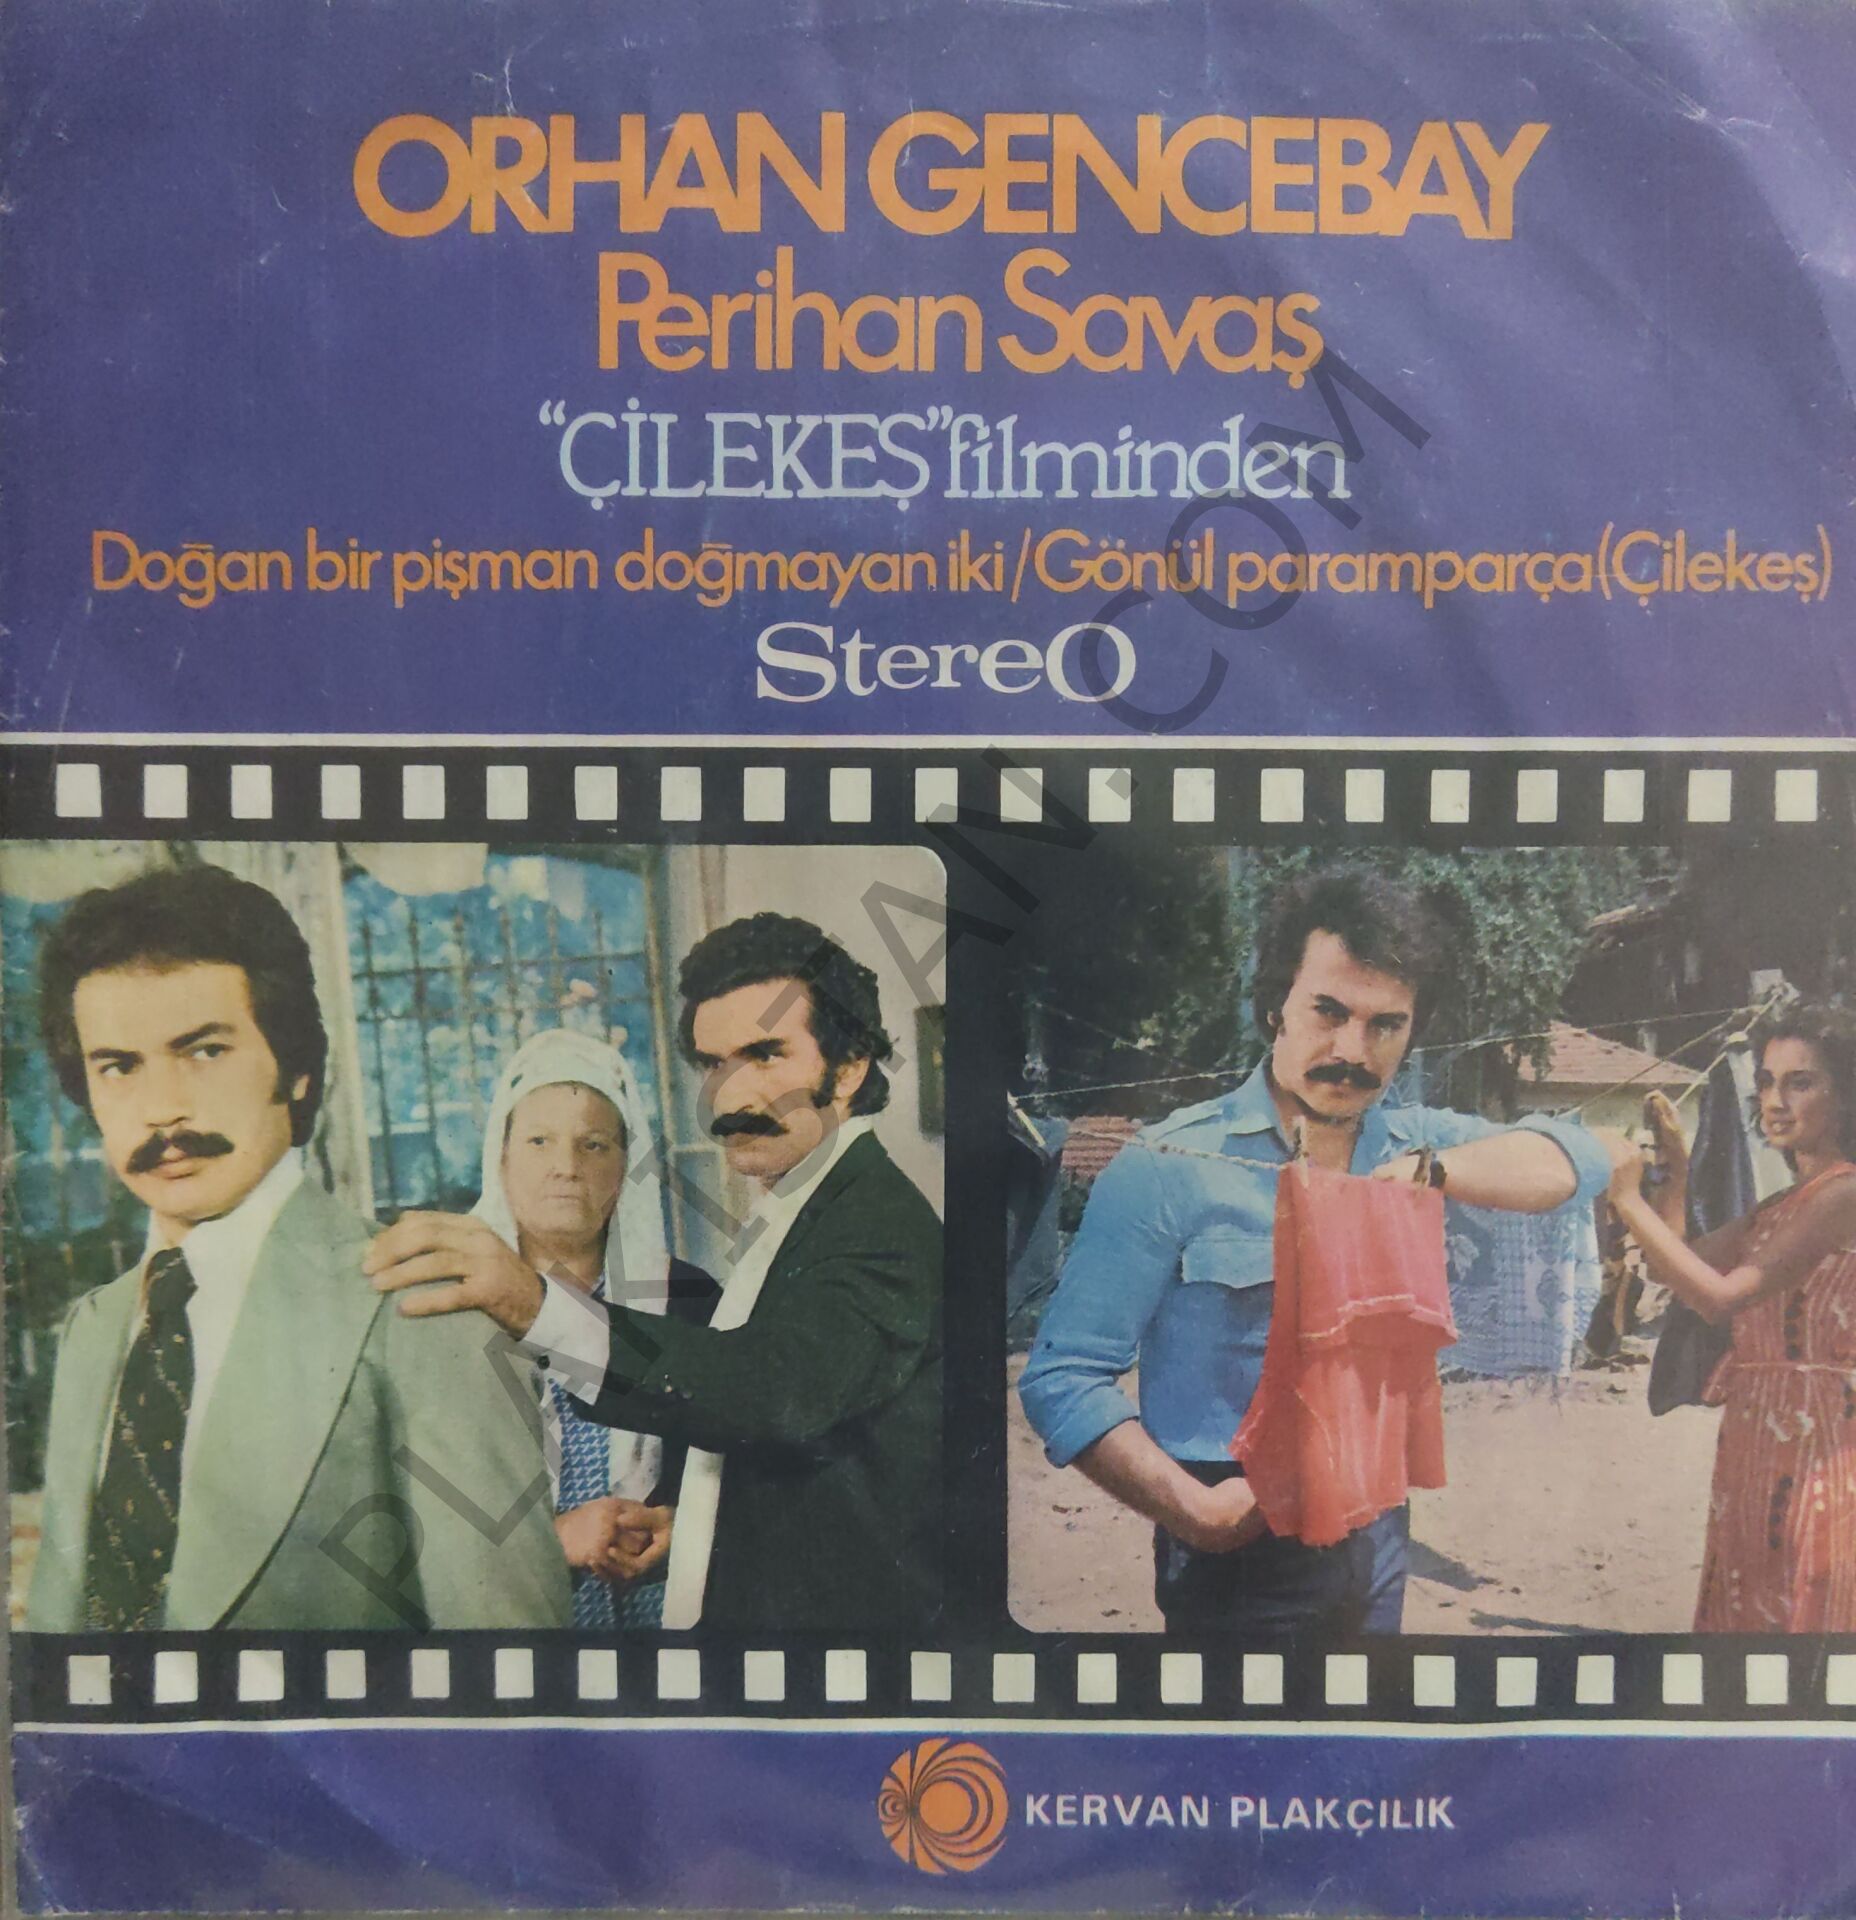 ORHAN GENCEBAY
Perihan Savaş
“ÇİLEKEŞ” filminden
Doğan bir pişman doğmayan iki / Gönül paramparça (Çilekeş)
Stereo
PLAKISTAN.COM
KERVAN PLAKÇILIK